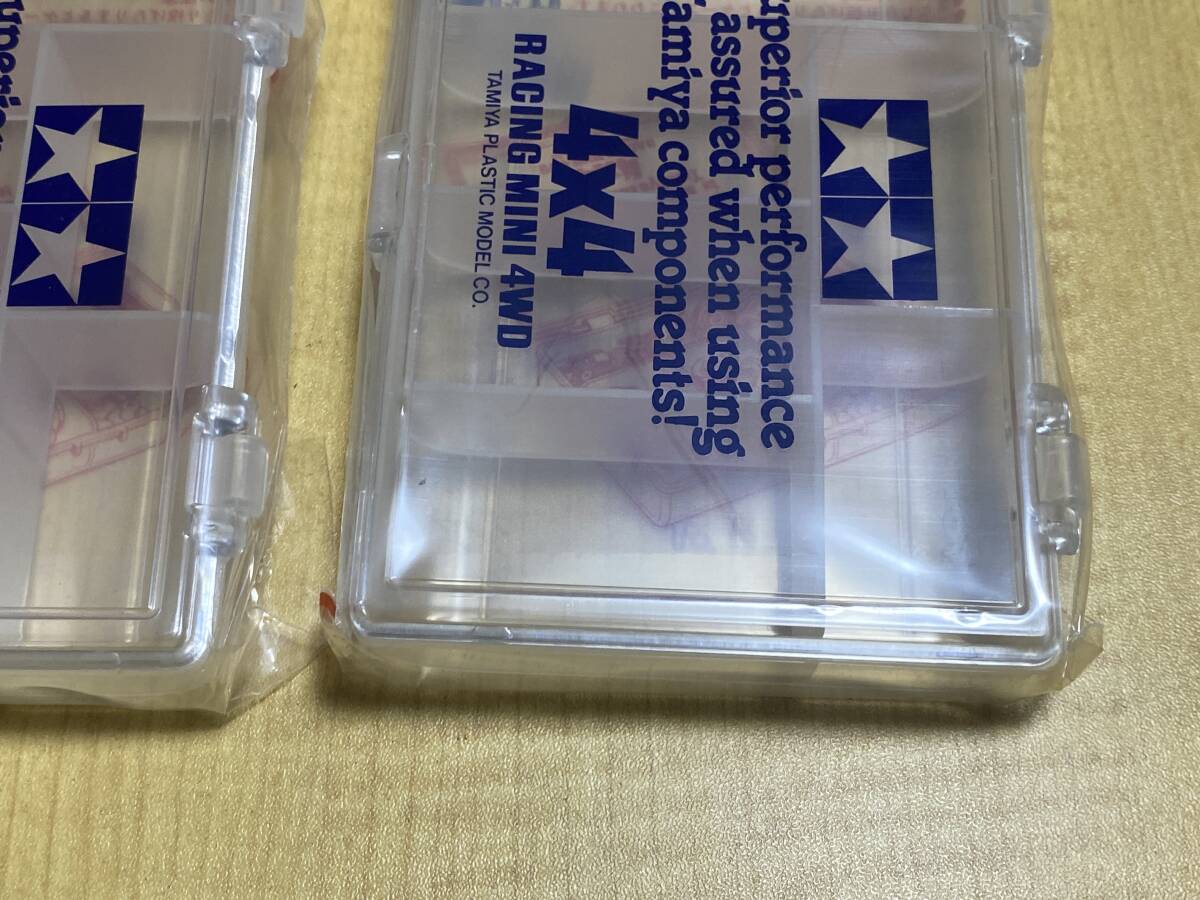 uperior performance
assured when using
amiya components!
4x4
RACING MINI 4WD
TAMIYA PLASTIC MODEL CO.